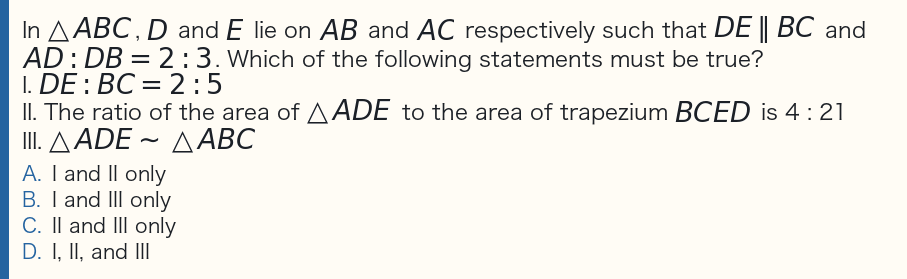 In △ABC, D and E lie on AB and AC respectively such that DE ∥ BC and
AD : DB = 2 : 3. Which of the following statements must be true?
I. DE : BC = 2 : 5
II. The ratio of the area of △ADE to the area of trapezium BCED is 4 : 21
III. △ADE ~ △ABC
A. I and II only
B. I and III only
C. II and III only
D. I, II, and III